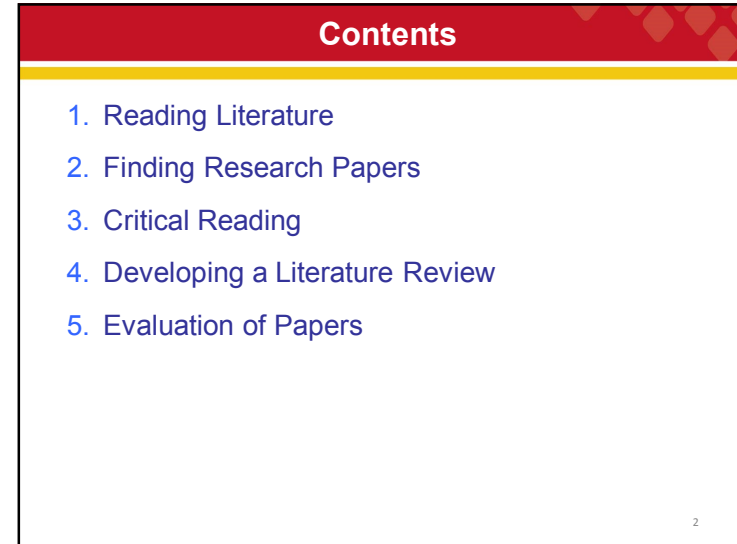 Contents
1. Reading Literature
2. Finding Research Papers
3. Critical Reading
4. Developing a Literature Review
5. Evaluation of Papers
2